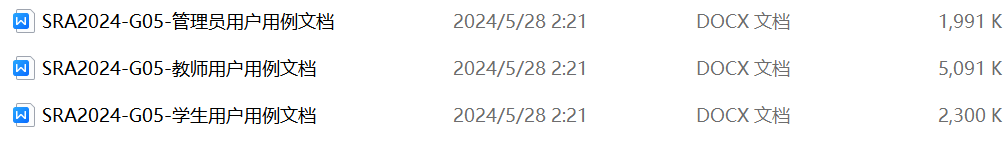 SRA2024-G05-管理员用户用例文档 2024/5/28 2:21 DOCX 文档 1,991 K
SRA2024-G05-教师用户用例文档 2024/5/28 2:21 DOCX 文档 5,091 K
SRA2024-G05-学生用户用例文档 2024/5/28 2:21 DOCX 文档 2,300 K